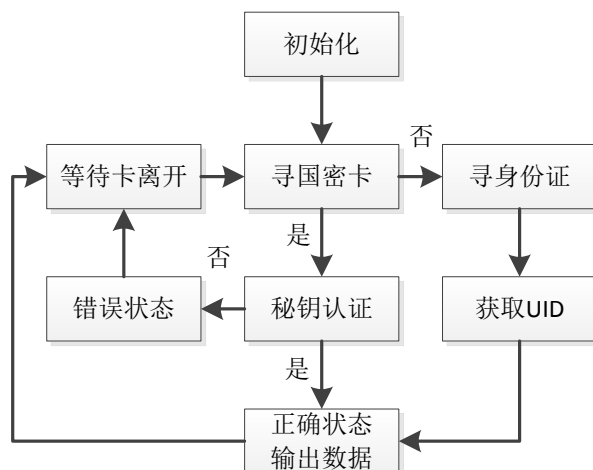 初始化
否
等待卡离开
寻国密卡
寻身份证
是
否
错误状态
秘钥认证
获取UID
是
正确状态
输出数据